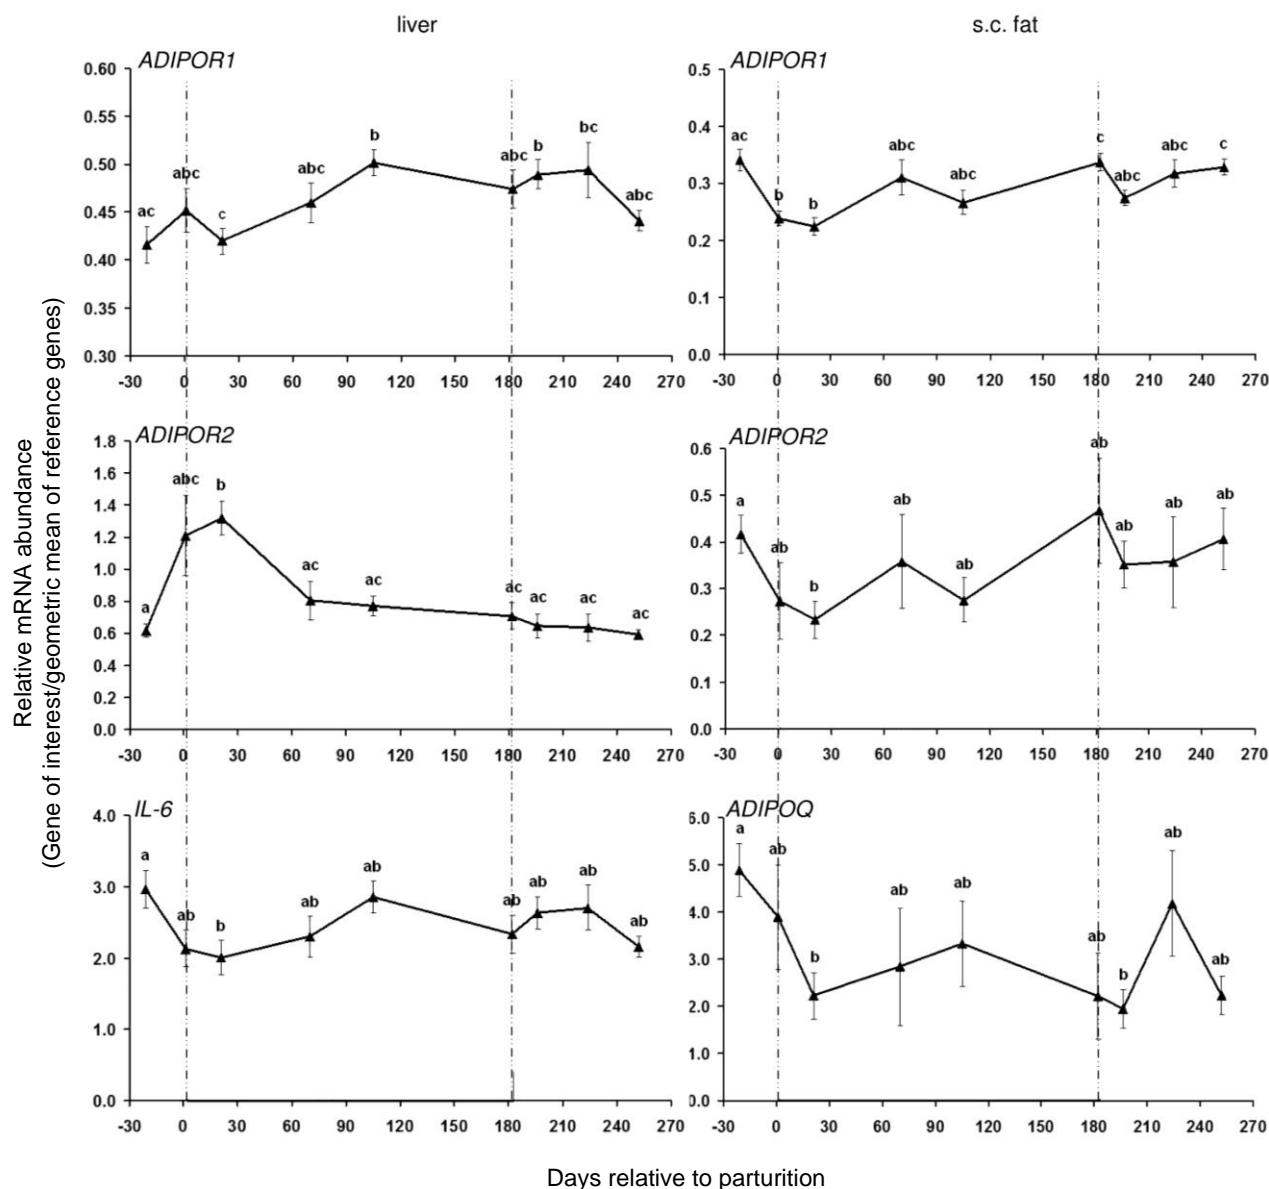 liver
s.c. fat
Relative mRNA abundance
(Gene of interest/geometric mean of reference genes)
ADIPOR1
0.60
0.55
0.50
0.45
0.40
0.35
0.30
ac
abc
c
abc
b
abc
b
bc
abc
-30 0 30 60 90 120 150 180 210 240 270
ADIPOR1
0.5
0.4
0.3
0.2
0.1
0.0
ac
b
b
abc
abc
c
abc
abc
c
-30 0 30 60 90 120 150 180 210 240 270
ADIPOR2
1.8
1.6
1.4
1.2
1.0
0.8
0.6
0.4
0.2
0.0
a
abc
b
ac
ac
ac
ac
ac
ac
-30 0 30 60 90 120 150 180 210 240 270
ADIPOR2
0.6
0.5
0.4
0.3
0.2
0.1
0.0
a
ab
b
ab
ab
ab
ab
ab
ab
-30 0 30 60 90 120 150 180 210 240 270
IL-6
4.0
3.0
2.0
1.0
0.0
a
ab
b
ab
ab
ab
ab
ab
ab
-30 0 30 60 90 120 150 180 210 240 270
ADIPOQ
6.0
5.0
4.0
3.0
2.0
1.0
0.0
a
ab
b
ab
ab
ab
b
ab
ab
-30 0 30 60 90 120 150 180 210 240 270
Days relative to parturition